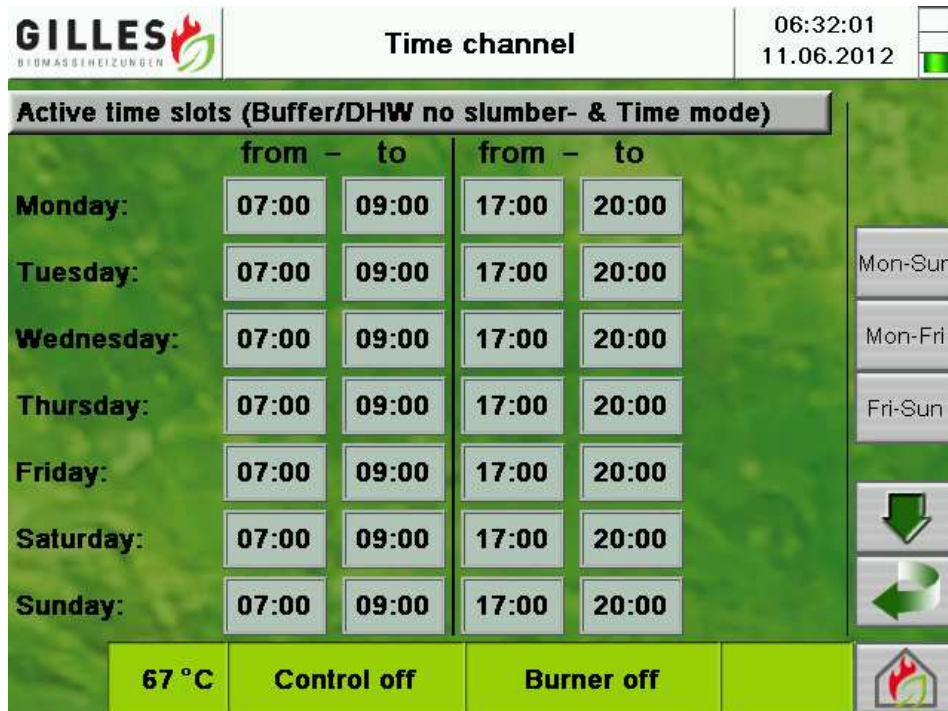 GILLES
BIOMASSEHEIZUNGEN
Time channel
06:32:01
11.06.2012
Active time slots (Buffer/DHW no slumber- & Time mode)
from - to from - to
Monday: 07:00 09:00 17:00 20:00
Tuesday: 07:00 09:00 17:00 20:00
Wednesday: 07:00 09:00 17:00 20:00
Thursday: 07:00 09:00 17:00 20:00
Friday: 07:00 09:00 17:00 20:00
Saturday: 07:00 09:00 17:00 20:00
Sunday: 07:00 09:00 17:00 20:00
Mon-Sun
Mon-Fri
Fri-Sun
67 °C Control off Burner off